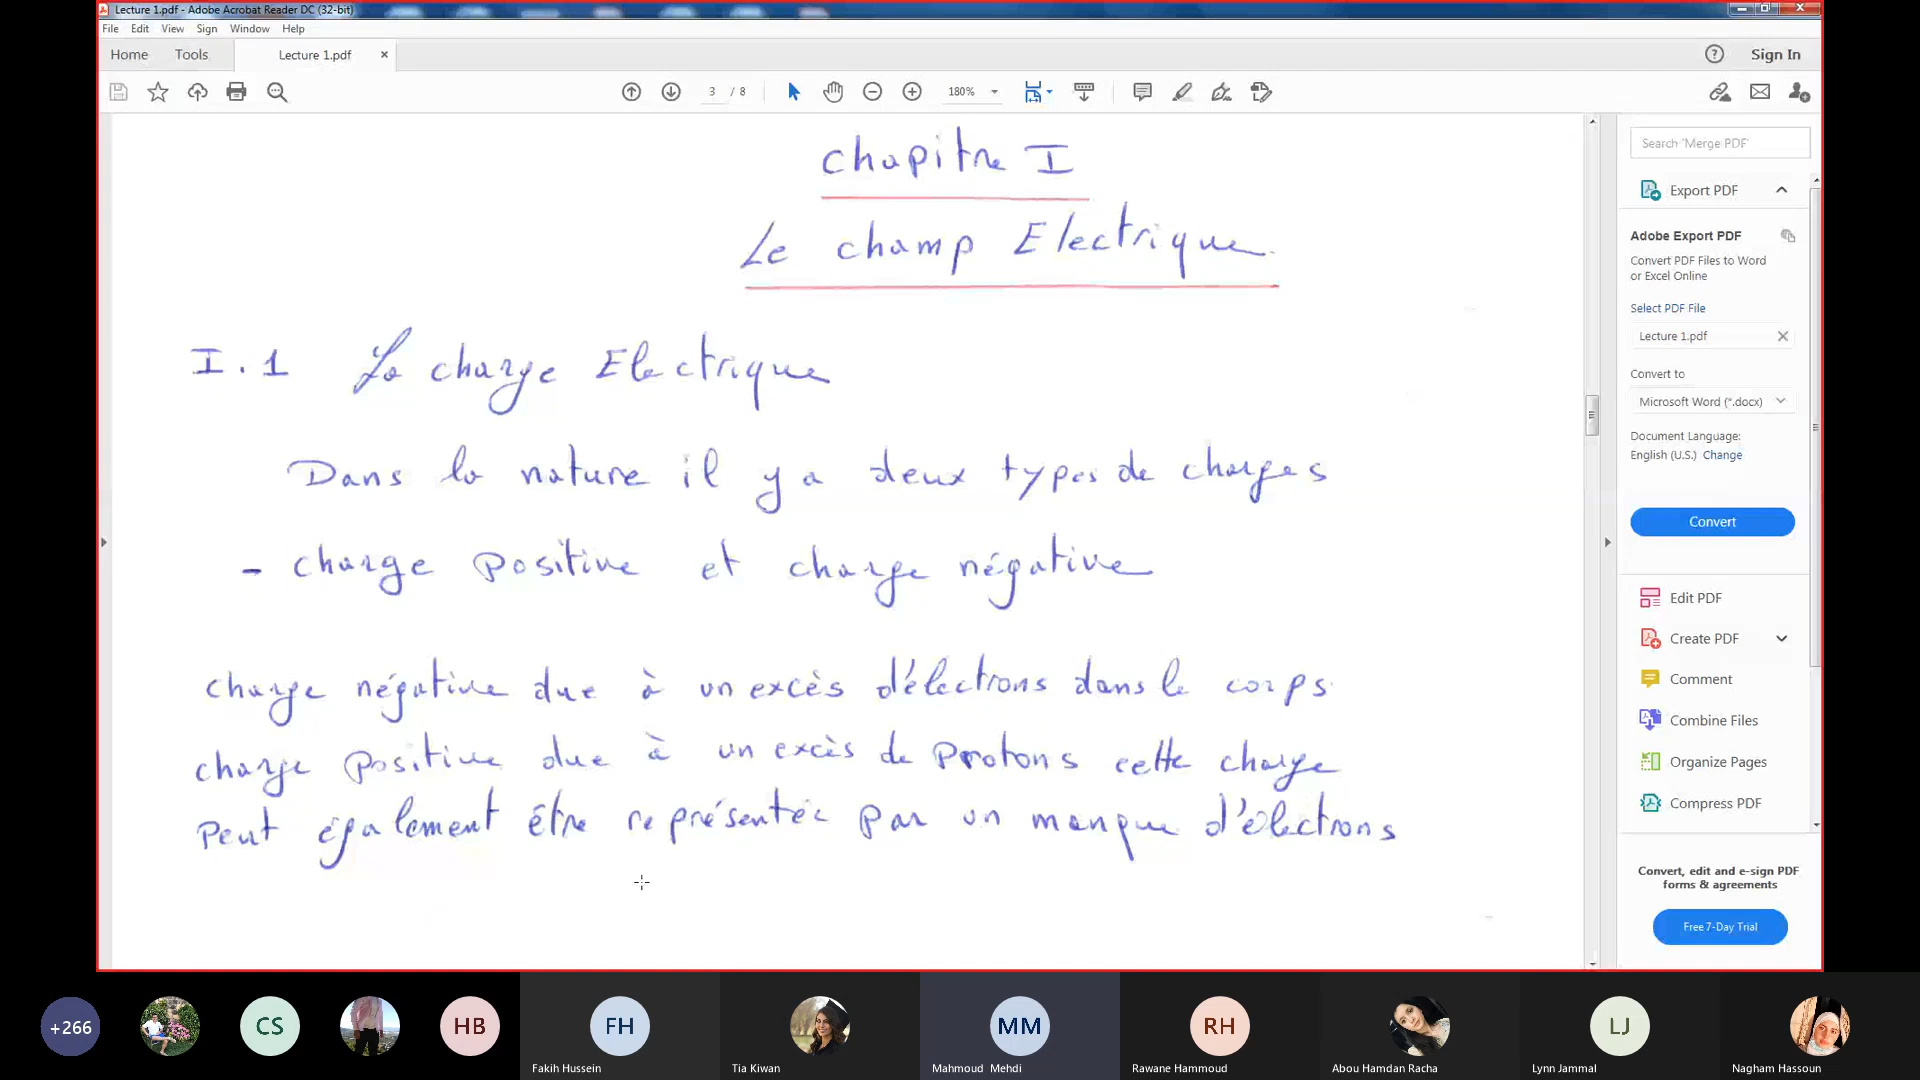 Lecture 1.pdf - Adobe Acrobat Reader DC (32-bit)
File Edit View Sign Window Help
Home Tools Lecture 1.pdf × Sign In
3 / 8 180%
chapitre I
Le champ Electrique
I.1 La charge Electrique
Dans la nature il y a deux types de charges
- charge positive et charge négative
charge négative due à un excès d'électrons dans le corps
charge positive due à un excès de protons cette charge
peut également être représentée par un manque d'électrons
Search 'Merge PDF'
Export PDF
Adobe Export PDF
Convert PDF Files to Word
or Excel Online
Select PDF File
Lecture 1.pdf
Convert to
Microsoft Word (*.docx)
Document Language:
English (U.S.) Change
Convert
Edit PDF
Create PDF
Comment
Combine Files
Organize Pages
Compress PDF
Convert, edit and e-sign PDF
forms & agreements
Free 7-Day Trial
+266 CS HB FH MM RH LJ
Fakih Hussein Tia Kiwan Mahmoud Mehdi Rawane Hammoud Abou Hamdan Racha Lynn Jammal Nagham Hassoun